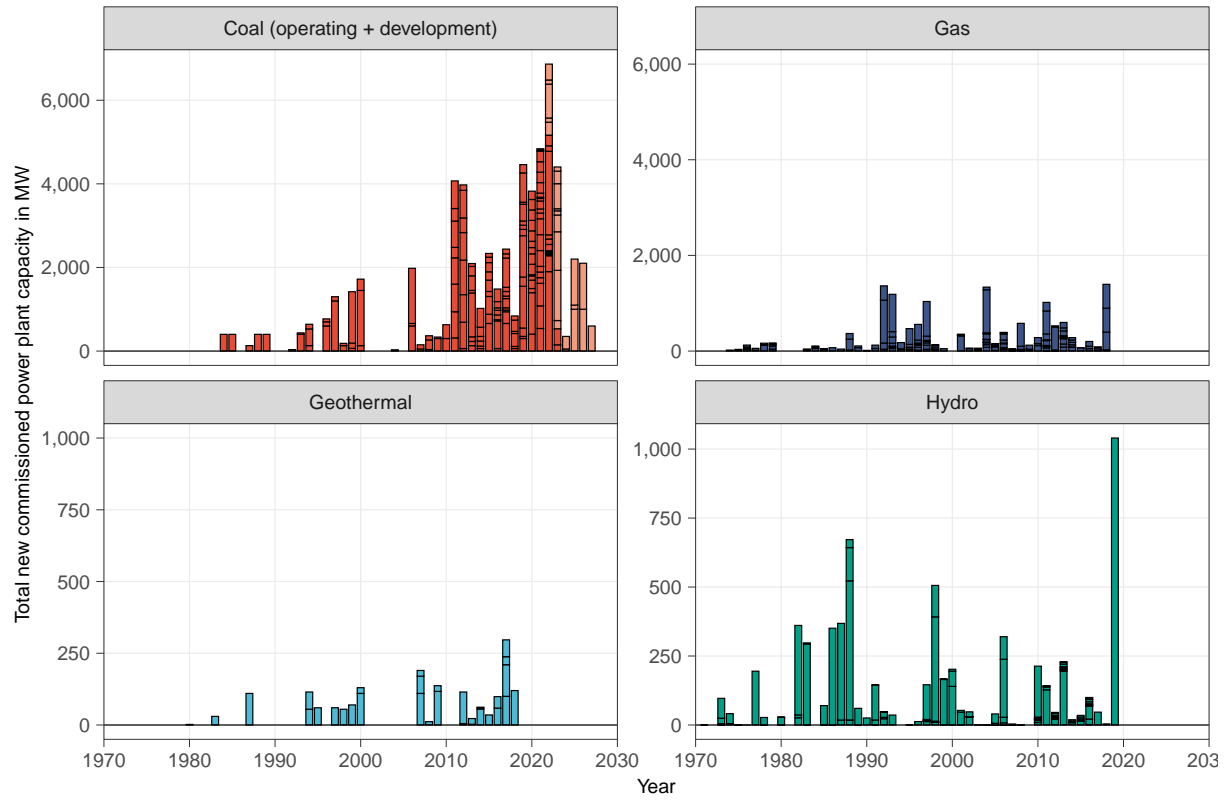 Coal (operating + development)
Gas
6,000
4,000
2,000
0
6,000
4,000
2,000
0
Total new commissioned power plant capacity in MW
Geothermal
Hydro
1,000
750
500
250
0
1,000
750
500
250
0
1970 1980 1990 2000 2010 2020 2030
1970 1980 1990 2000 2010 2020 203
Year